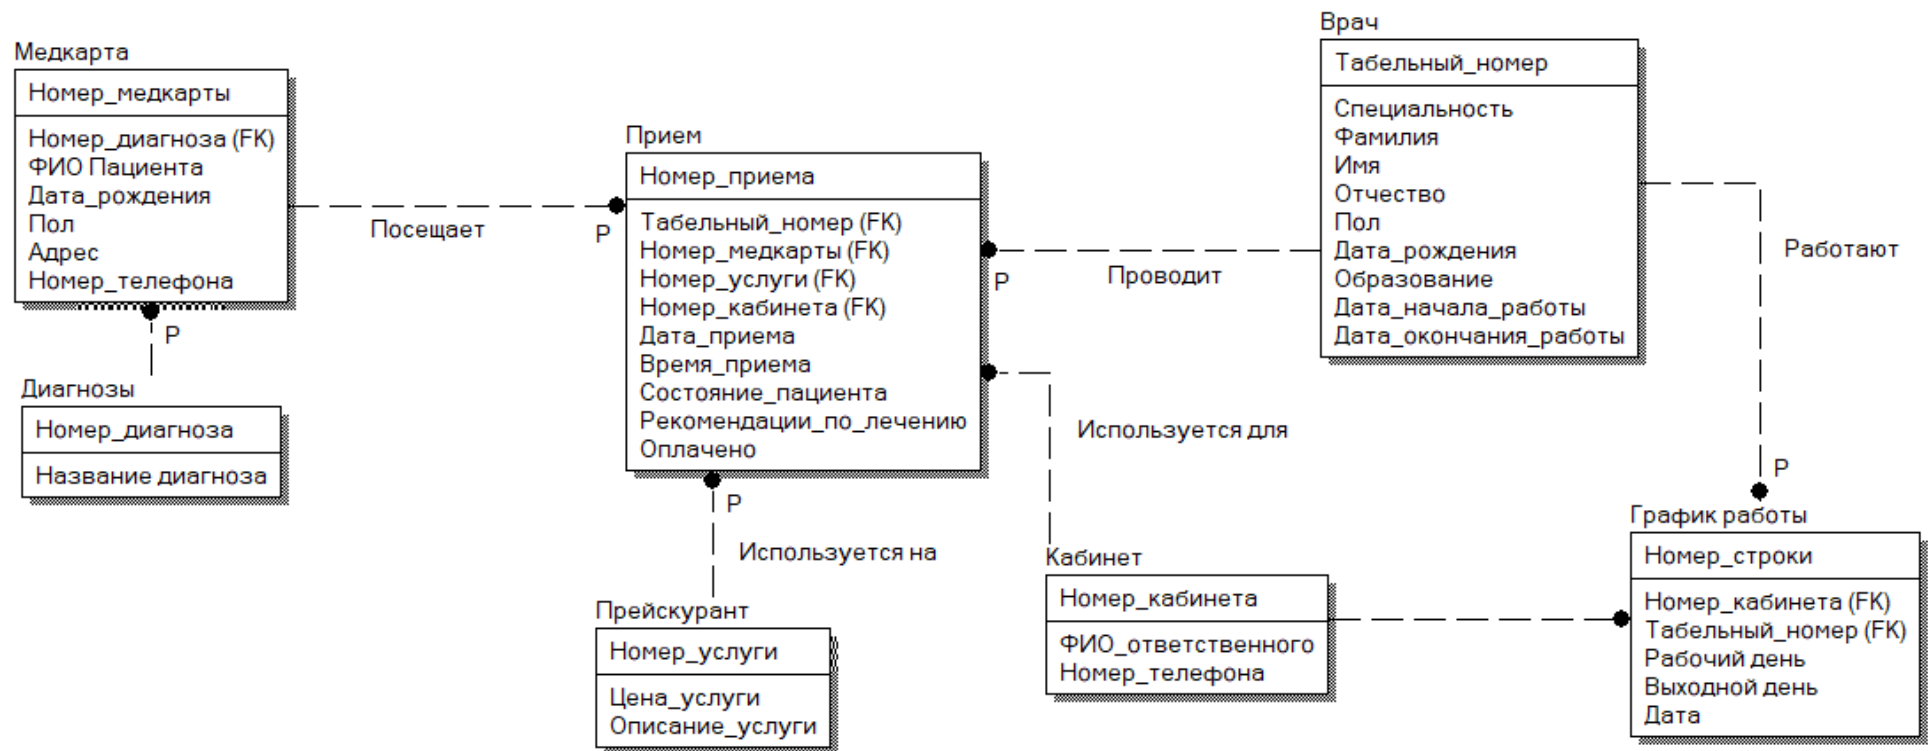 Медкарта
Номер_медкарты
Номер_диагноза (FK)
ФИО Пациента
Дата_рождения
Пол
Адрес
Номер_телефона
P
Диагнозы
Номер_диагноза
Название диагноза
Посещает
P
Прием
Номер_приема
Табельный_номер (FK)
Номер_медкарты (FK)
Номер_услуги (FK)
Номер_кабинета (FK)
Дата_приема
Время_приема
Состояние_пациента
Рекомендации_по_лечению
Оплачено
P
Используется на
Прейскурант
Номер_услуги
Цена_услуги
Описание_услуги
P
Проводит
Используется для
Кабинет
Номер_кабинета
ФИО_ответственного
Номер_телефона
Врач
Табельный_номер
Специальность
Фамилия
Имя
Отчество
Пол
Дата_рождения
Образование
Дата_начала_работы
Дата_окончания_работы
Работают
P
График работы
Номер_строки
Номер_кабинета (FK)
Табельный_номер (FK)
Рабочий день
Выходной день
Дата